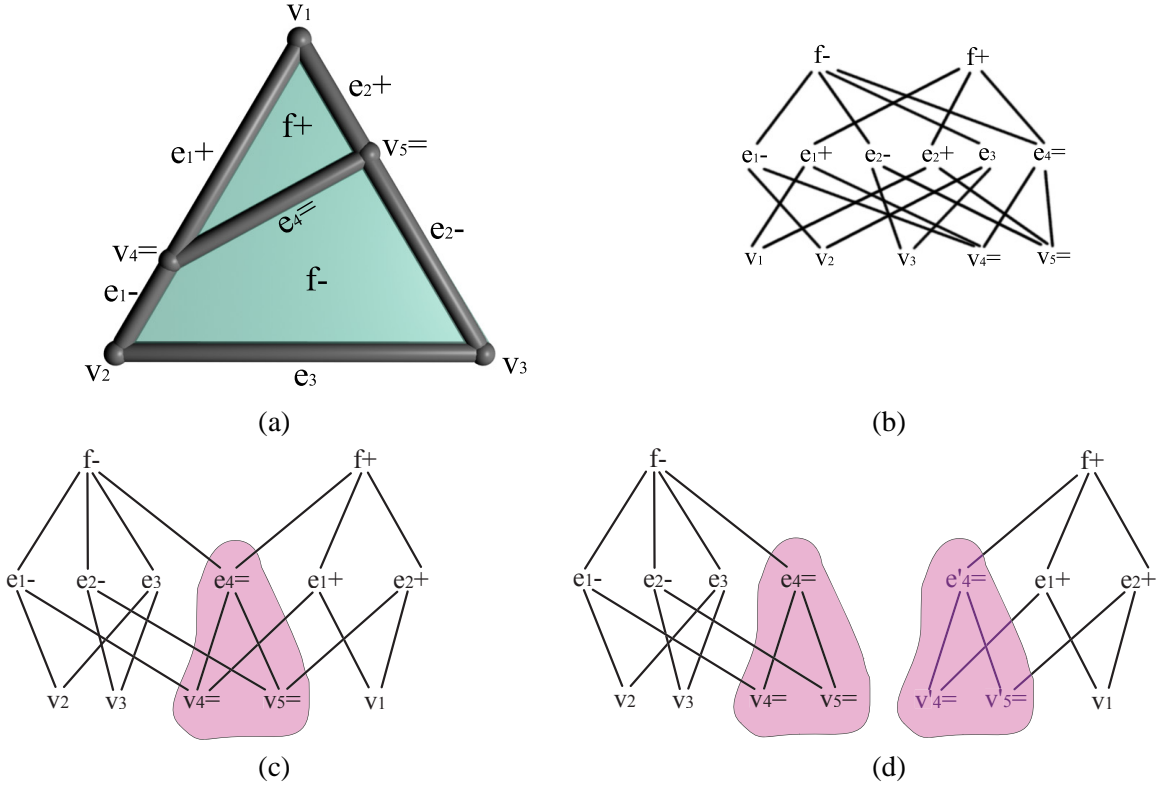 v1
e2+
f+
e1+
v5=
e4=
e2-
v4=
f-
e1-
v2
v3
e3
(a)
f- f+
e1- e1+ e2- e2+ e3 e4=
v1 v2 v3 v4= v5=
(b)
f- f+
e1- e2- e3 e4= e1+ e2+
v2 v3 v4= v5= v1
(c)
f- f+
e1- e2- e3 e4= e'4= e1+ e2+
v2 v3 v4= v5= v'4= v'5= v1
(d)